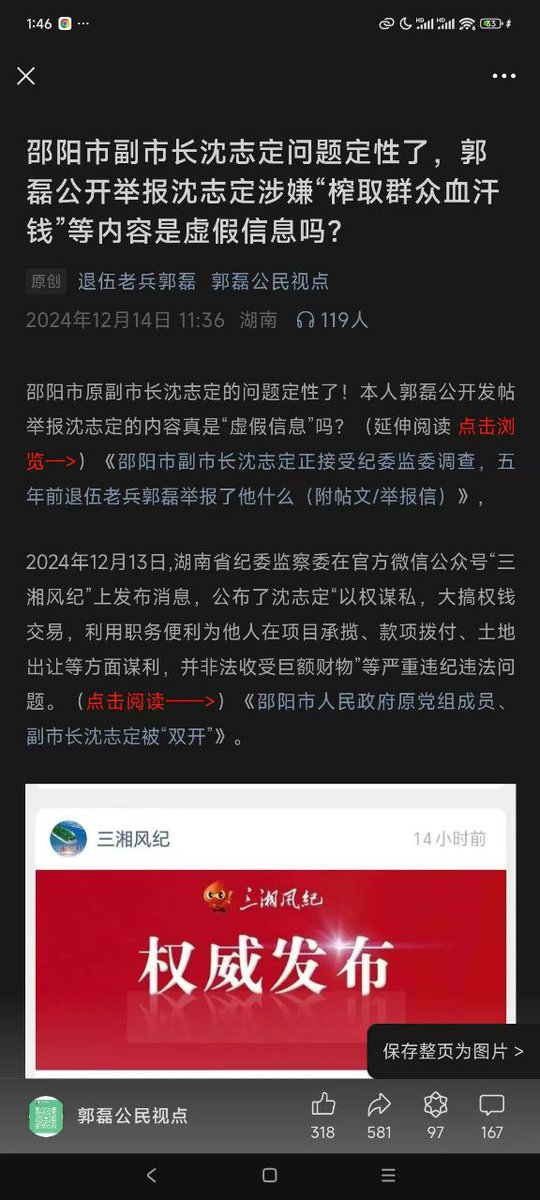 1:46
HD
HD
53
邵阳市副市长沈志定问题定性了，郭
磊公开举报沈志定涉嫌“榨取群众血汗
钱”等内容是虚假信息吗？
原创 退伍老兵郭磊 郭磊公民视点
2024年12月14日 11:36 湖南 119人
邵阳市原副市长沈志定的问题定性了！本人郭磊公开发帖
举报沈志定的内容真是“虚假信息”吗？（延伸阅读 点击浏
览—>）《邵阳市副市长沈志定正接受纪委监委调查，五
年前退伍老兵郭磊举报了他什么（附帖文/举报信）》，
2024年12月13日,湖南省纪委监察委在官方微信公众号“三
湘风纪”上发布消息，公布了沈志定“以权谋私，大搞权钱
交易，利用职务便利为他人在项目承揽、款项拨付、土地
出让等方面谋利，并非法收受巨额财物”等严重违纪违法问
题。（点击阅读——>）《邵阳市人民政府原党组成员、
副市长沈志定被“双开”》。
三湘风纪 14小时前
三湘风纪
权威发布
保存整页为图片 >
郭磊公民视点
318 581 97 167